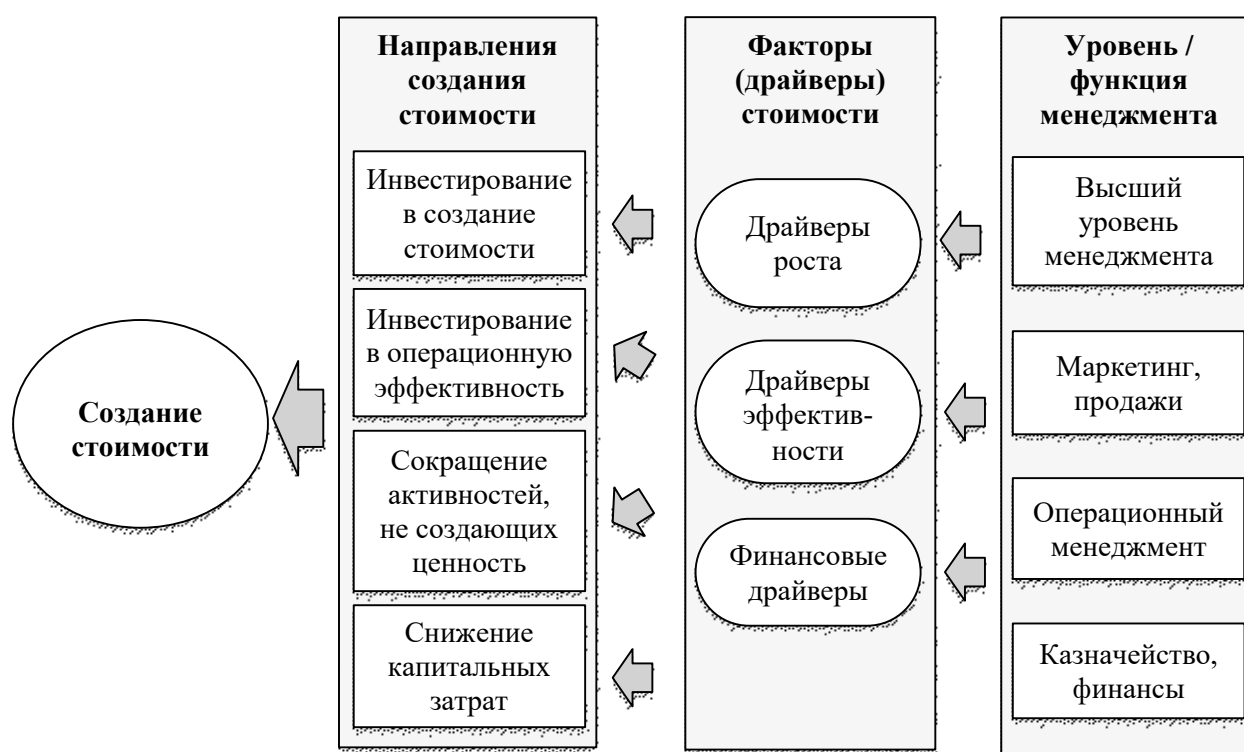 Направления
создания
стоимости
Инвестирование
в создание
стоимости
Инвестирование
в операционную
эффективность
Сокращение
активностей,
не создающих
ценность
Снижение
капитальных
затрат
Создание
стоимости
Факторы
(драйверы)
стоимости
Драйверы
роста
Драйверы
эффектив-
ности
Финансовые
драйверы
Уровень /
функция
менеджмента
Высший
уровень
менеджмента
Маркетинг,
продажи
Операционный
менеджмент
Казначейство,
финансы